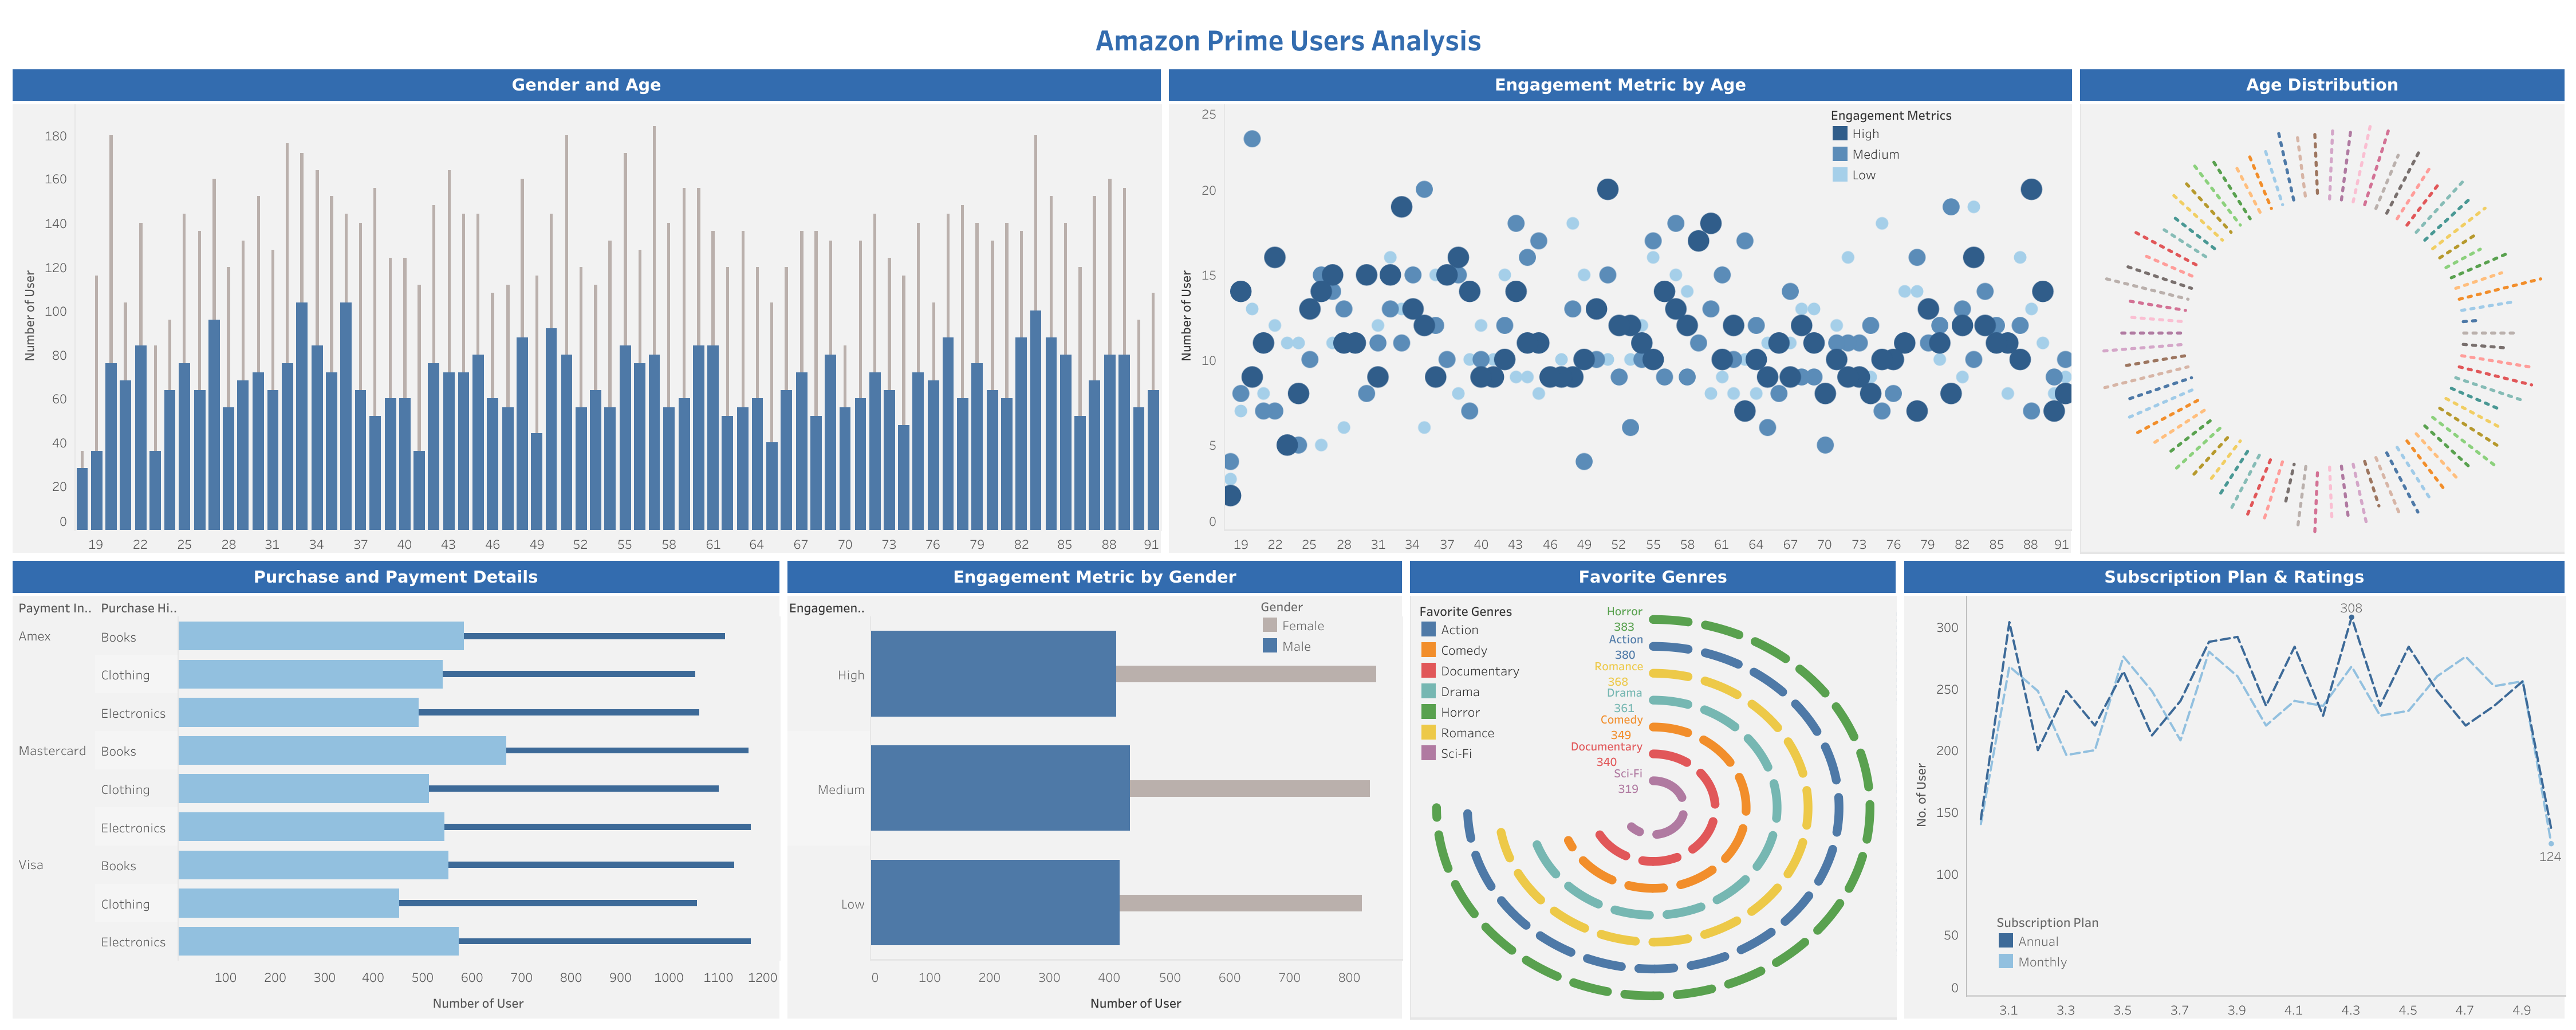 Amazon Prime Users Analysis
Gender and Age
Number of User
180
160
140
120
100
80
60
40
20
0
19 22 25 28 31 34 37 40 43 46 49 52 55 58 61 64 67 70 73 76 79 82 85 88 91
Engagement Metric by Age
Number of User
25
20
15
10
5
0
Engagement Metrics
High
Medium
Low
19 22 25 28 31 34 37 40 43 46 49 52 55 58 61 64 67 70 73 76 79 82 85 88 91
Age Distribution
Purchase and Payment Details
Payment In.. Purchase Hi..
Amex Books
Clothing
Electronics
Mastercard Books
Clothing
Electronics
Visa Books
Clothing
Electronics
100 200 300 400 500 600 700 800 900 1000 1100 1200
Number of User
Engagement Metric by Gender
Engagemen..
Gender
Female
Male
High
Medium
Low
0 100 200 300 400 500 600 700 800
Number of User
Favorite Genres
Favorite Genres
Action
Comedy
Documentary
Drama
Horror
Romance
Sci-Fi
Horror
383
Action
380
Romance
368
Drama
361
Comedy
349
Documentary
340
Sci-Fi
319
Subscription Plan & Ratings
No. of User
300
250
200
150
100
50
0
308
124
Subscription Plan
Annual
Monthly
3.1 3.3 3.5 3.7 3.9 4.1 4.3 4.5 4.7 4.9